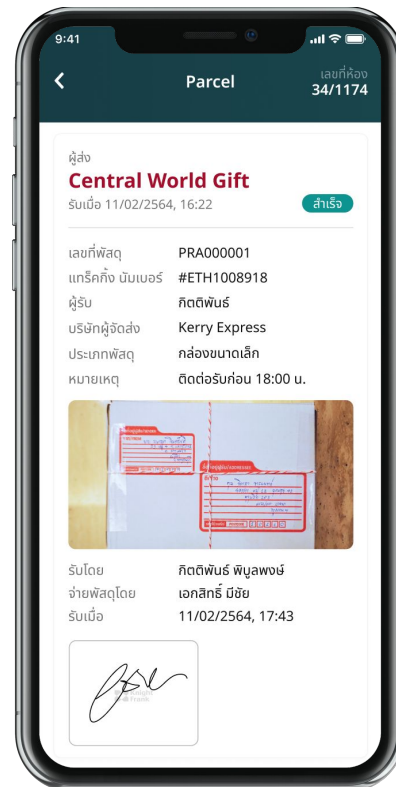 9:41
Parcel
เลขที่ห้อง
34/1174
ผู้ส่ง
Central World Gift
รับเมื่อ 11/02/2564, 16:22
สำเร็จ
เลขที่พัสดุ PRA000001
แทร็คกิ้ง นัมเบอร์ #ETH1008918
ผู้รับ กิตติพันธ์
บริษัทผู้จัดส่ง Kerry Express
ประเภทพัสดุ กล่องขนาดเล็ก
หมายเหตุ ติดต่อรับก่อน 18:00 น.
รับโดย กิตติพันธ์ พิบูลพงษ์
จ่ายพัสดุโดย เอกสิทธิ์ มีชัย
รับเมื่อ 11/02/2564, 17:43
Knight
Frank